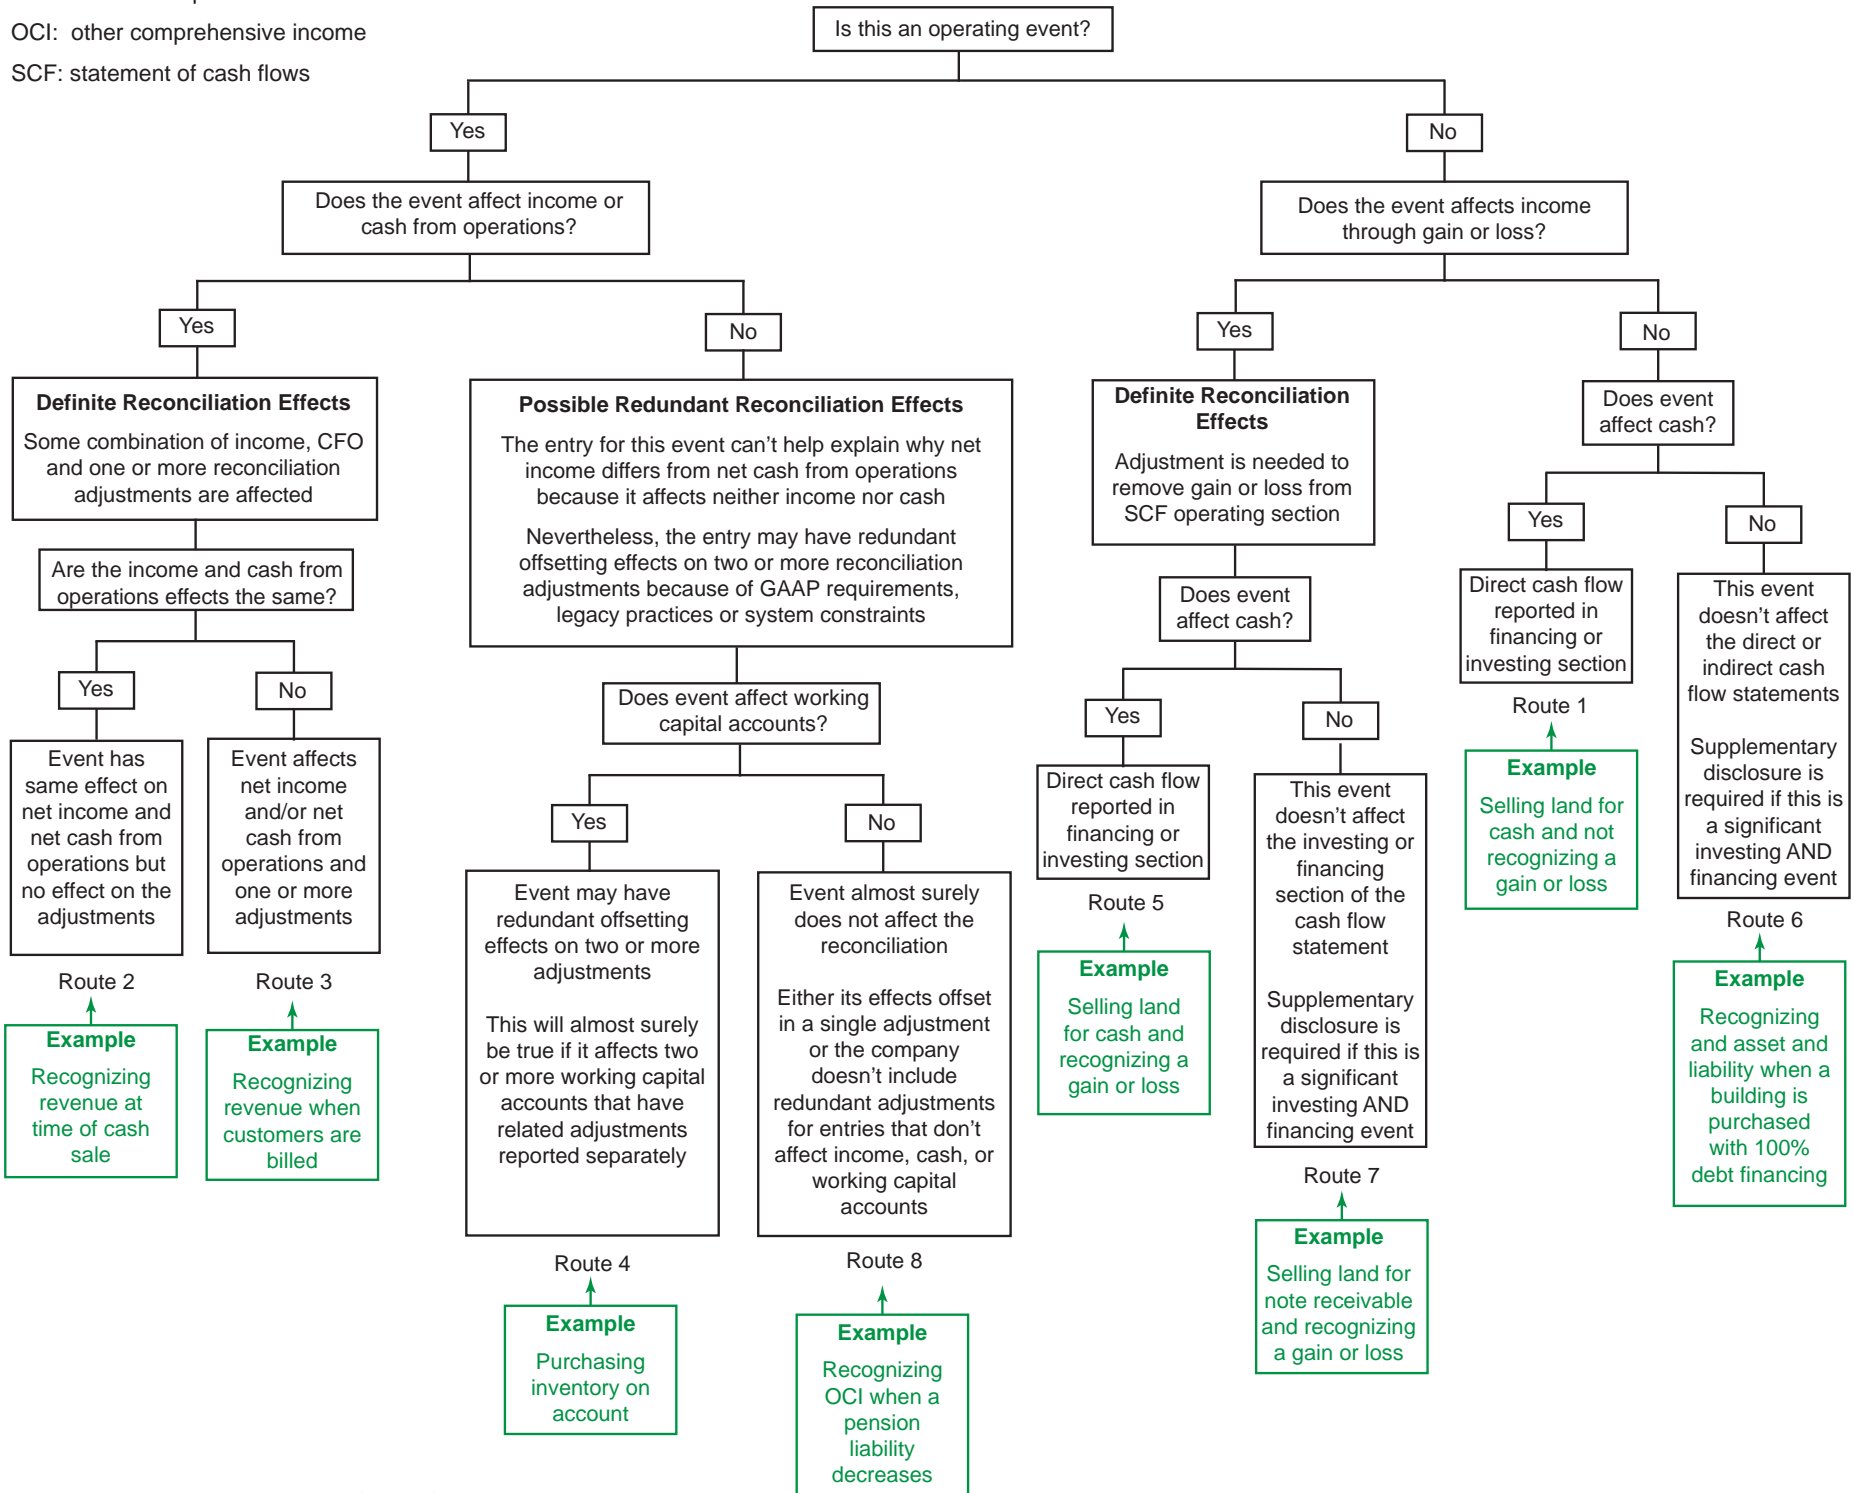 OCI: other comprehensive income
SCF: statement of cash flows
Is this an operating event?
Yes
No
Does the event affect income or
cash from operations?
Does the event affects income
through gain or loss?
Yes
No
Yes
No
Definite Reconciliation Effects
Some combination of income, CFO
and one or more reconciliation
adjustments are affected
Possible Redundant Reconciliation Effects
The entry for this event can't help explain why net
income differs from net cash from operations
because it affects neither income nor cash
Nevertheless, the entry may have redundant
offsetting effects on two or more reconciliation
adjustments because of GAAP requirements,
legacy practices or system constraints
Definite Reconciliation
Effects
Adjustment is needed to
remove gain or loss from
SCF operating section
Does event
affect cash?
Are the income and cash from
operations effects the same?
Yes
No
Does event affect working
capital accounts?
Does event
affect cash?
Yes
No
Event has
same effect on
net income and
net cash from
operations but
no effect on the
adjustments
Route 2
Example
Recognizing
revenue at
time of cash
sale
Event affects
net income
and/or net
cash from
operations and
one or more
adjustments
Route 3
Example
Recognizing
revenue when
customers are
billed
Yes
No
Event may have
redundant offsetting
effects on two or more
adjustments
This will almost surely
be true if it affects two
or more working capital
accounts that have
related adjustments
reported separately
Route 4
Example
Purchasing
inventory on
account
Event almost surely
does not affect the
reconciliation
Either its effects offset
in a single adjustment
or the company
doesn't include
redundant adjustments
for entries that don't
affect income, cash, or
working capital
accounts
Route 8
Example
Recognizing
OCI when a
pension
liability
decreases
Yes
No
Direct cash flow
reported in
financing or
investing section
Route 5
Example
Selling land
for cash and
recognizing a
gain or loss
This event
doesn't affect
the investing or
financing
section of the
cash flow
statement
Supplementary
disclosure is
required if this is
a significant
investing AND
financing event
Route 7
Example
Selling land for
note receivable
and recognizing
a gain or loss
Direct cash flow
reported in
financing or
investing section
Route 1
Example
Selling land for
cash and not
recognizing a
gain or loss
This event
doesn't affect
the direct or
indirect cash
flow statements
Supplementary
disclosure is
required if this is
a significant
investing AND
financing event
Route 6
Example
Recognizing
and asset and
liability when a
building is
purchased
with 100%
debt financing